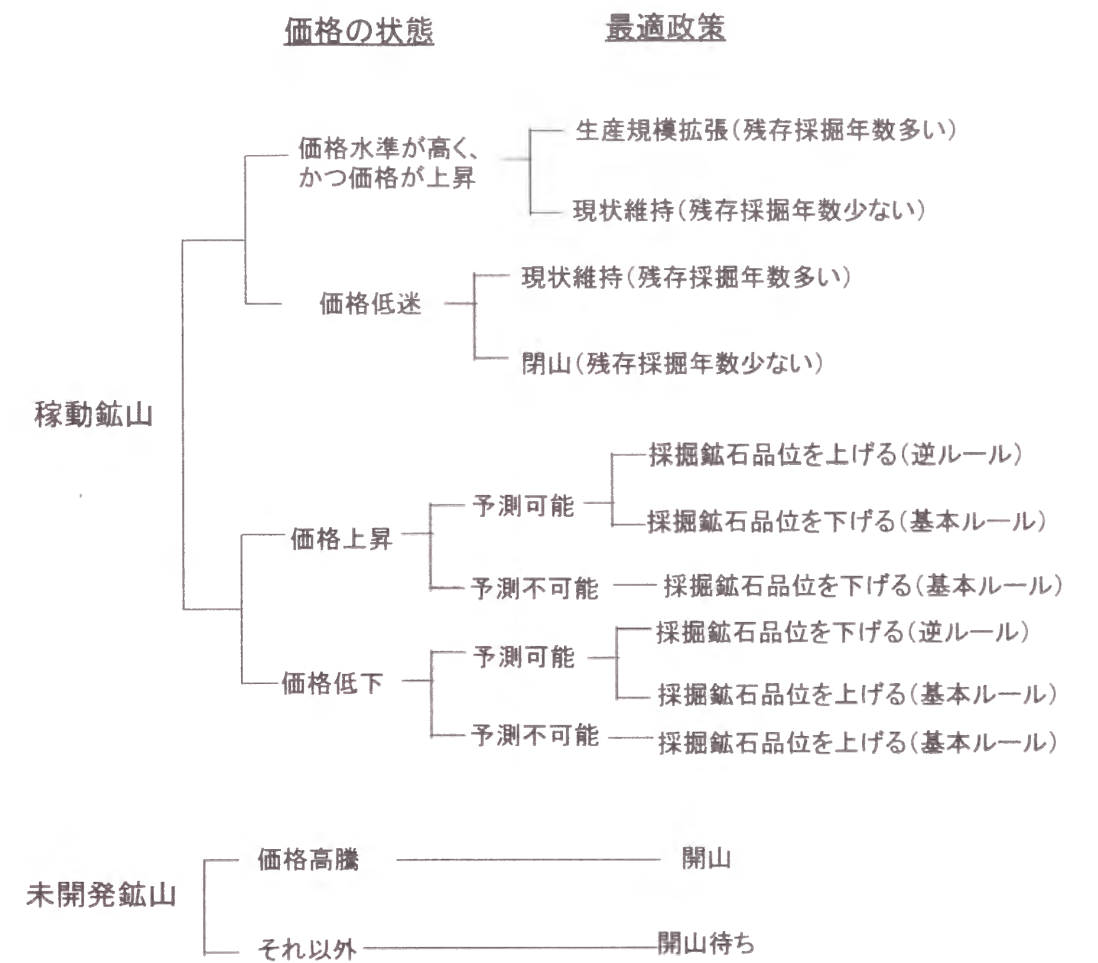 価格の状態
最適政策
価格水準が高く、
かつ価格が上昇
生産規模拡張(残存採掘年数多い)
現状維持(残存採掘年数少ない)
価格低迷
現状維持(残存採掘年数多い)
閉山(残存採掘年数少ない)
稼動鉱山
価格上昇
予測可能
採掘鉱石品位を上げる(逆ルール)
採掘鉱石品位を下げる(基本ルール)
予測不可能
採掘鉱石品位を下げる(基本ルール)
価格低下
予測可能
採掘鉱石品位を下げる(逆ルール)
採掘鉱石品位を上げる(基本ルール)
予測不可能
採掘鉱石品位を上げる(基本ルール)
未開発鉱山
価格高騰
開山
それ以外
開山待ち